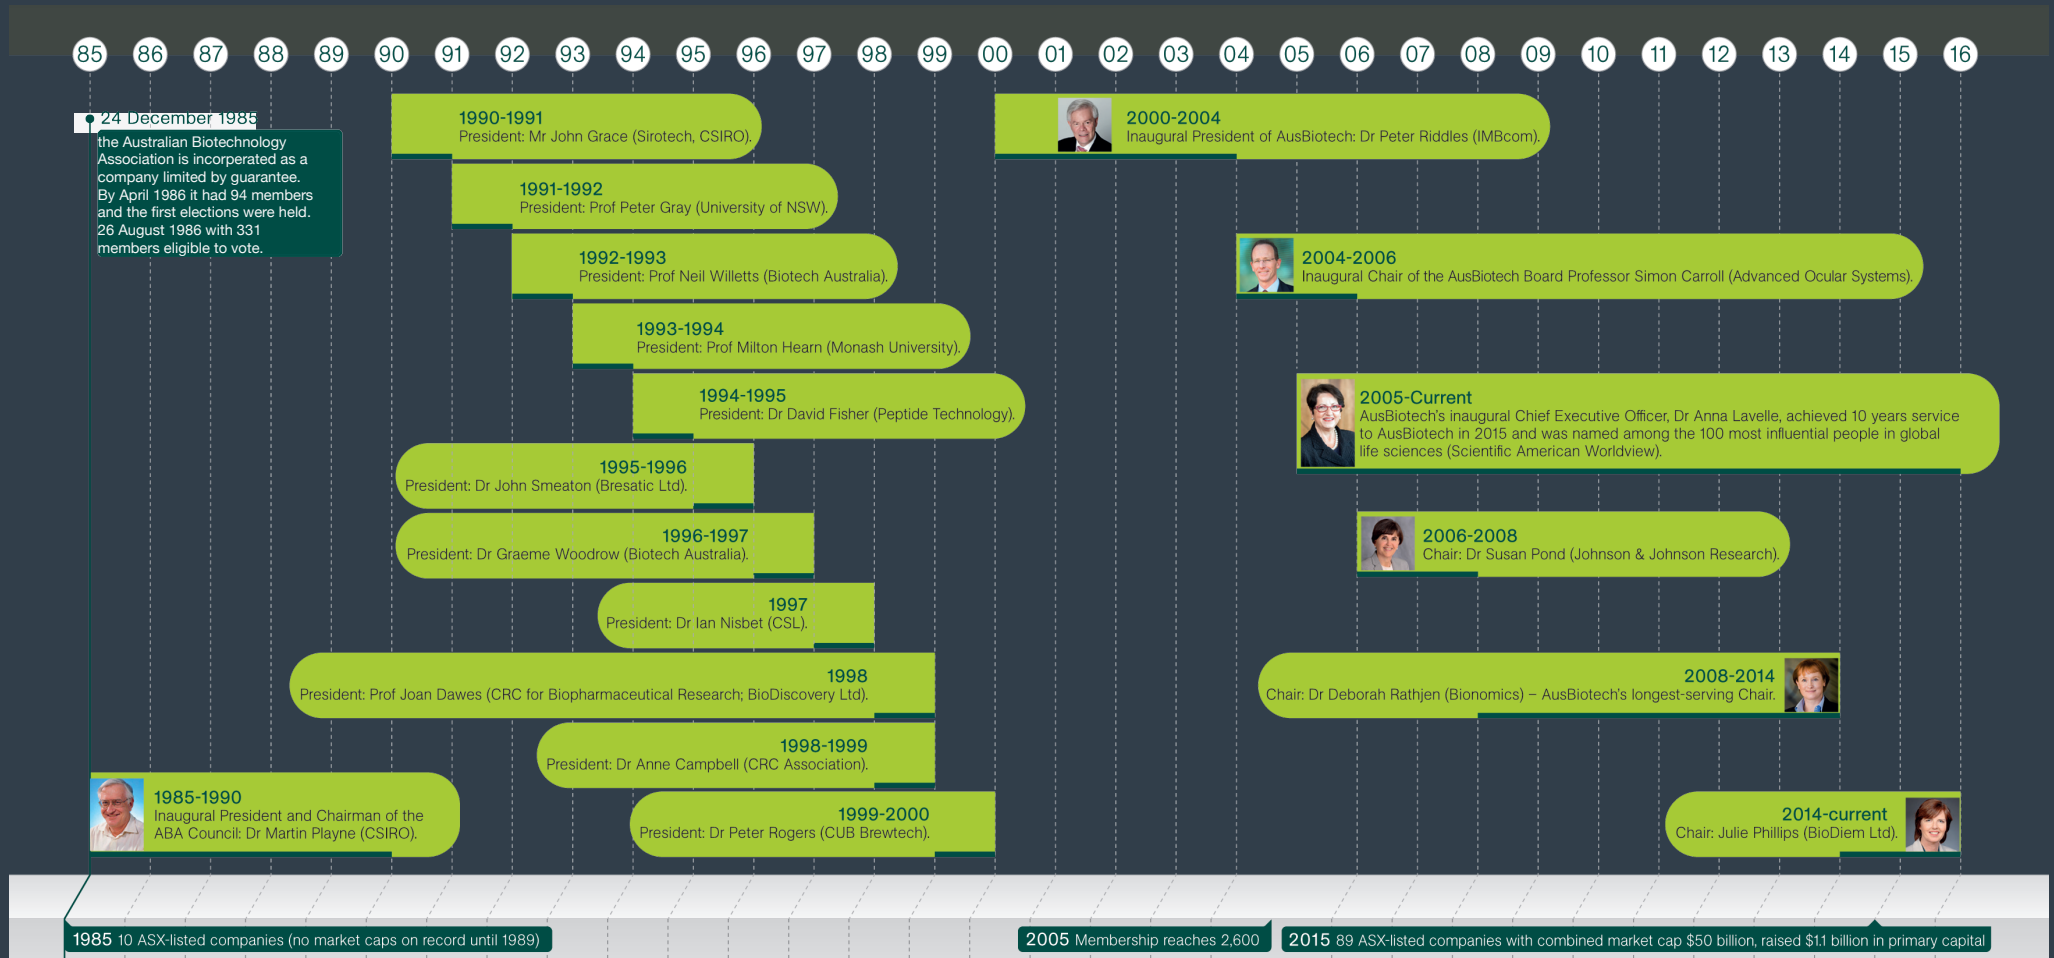 85 86 87 88 89 90 91 92 93 94 95 96 97 98 99 00 01 02 03 04 05 06 07 08 09 10 11 12 13 14 15 16
24 December 1985
the Australian Biotechnology
Association is incorperated as a
company limited by guarantee.
By April 1986 it had 94 members
and the first elections were held.
26 August 1986 with 331
members eligible to vote.
1990-1991
President: Mr John Grace (Sirotech, CSIRO).
1991-1992
President: Prof Peter Gray (University of NSW).
1992-1993
President: Prof Neil Willetts (Biotech Australia).
1993-1994
President: Prof Milton Hearn (Monash University).
1994-1995
President: Dr David Fisher (Peptide Technology).
1995-1996
President: Dr John Smeaton (Bresatic Ltd).
1996-1997
President: Dr Graeme Woodrow (Biotech Australia).
1997
President: Dr Ian Nisbet (CSL).
1998
President: Prof Joan Dawes (CRC for Biopharmaceutical Research; BioDiscovery Ltd).
1998-1999
President: Dr Anne Campbell (CRC Association).
1985-1990
Inaugural President and Chairman of the
ABA Council: Dr Martin Playne (CSIRO).
1999-2000
President: Dr Peter Rogers (CUB Brewtech).
2000-2004
Inaugural President of AusBiotech: Dr Peter Riddles (IMBcom).
2004-2006
Inaugural Chair of the AusBiotech Board Professor Simon Carroll (Advanced Ocular Systems).
2005-Current
AusBiotech's inaugural Chief Executive Officer, Dr Anna Lavelle, achieved 10 years service
to AusBiotech in 2015 and was named among the 100 most influential people in global
life sciences (Scientific American Worldview).
2006-2008
Chair: Dr Susan Pond (Johnson & Johnson Research).
2008-2014
Chair: Dr Deborah Rathjen (Bionomics) – AusBiotech's longest-serving Chair.
2014-current
Chair: Julie Phillips (BioDiem Ltd).
1985 10 ASX-listed companies (no market caps on record until 1989)
2005 Membership reaches 2,600
2015 89 ASX-listed companies with combined market cap $50 billion, raised $1.1 billion in primary capital